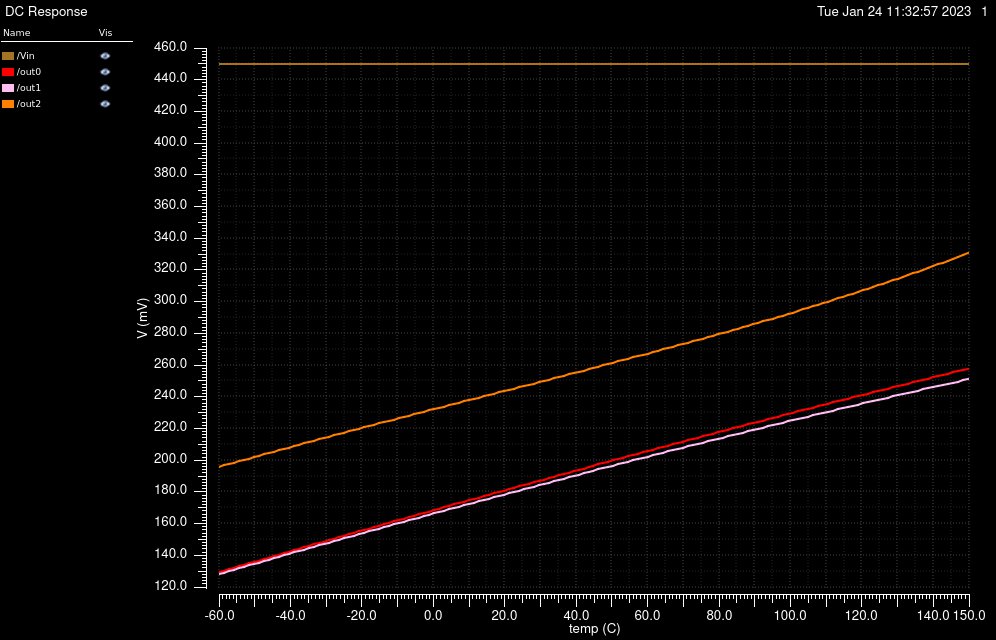 DC Response
Tue Jan 24 11:32:57 2023 1
Name Vis
/Vin
/out0
/out1
/out2
460.0
440.0
420.0
400.0
380.0
360.0
340.0
320.0
300.0
280.0
260.0
240.0
220.0
200.0
180.0
160.0
140.0
120.0
V (mV)
-60.0 -40.0 -20.0 0.0 20.0 40.0 60.0 80.0 100.0 120.0 140.0 150.0
temp (C)